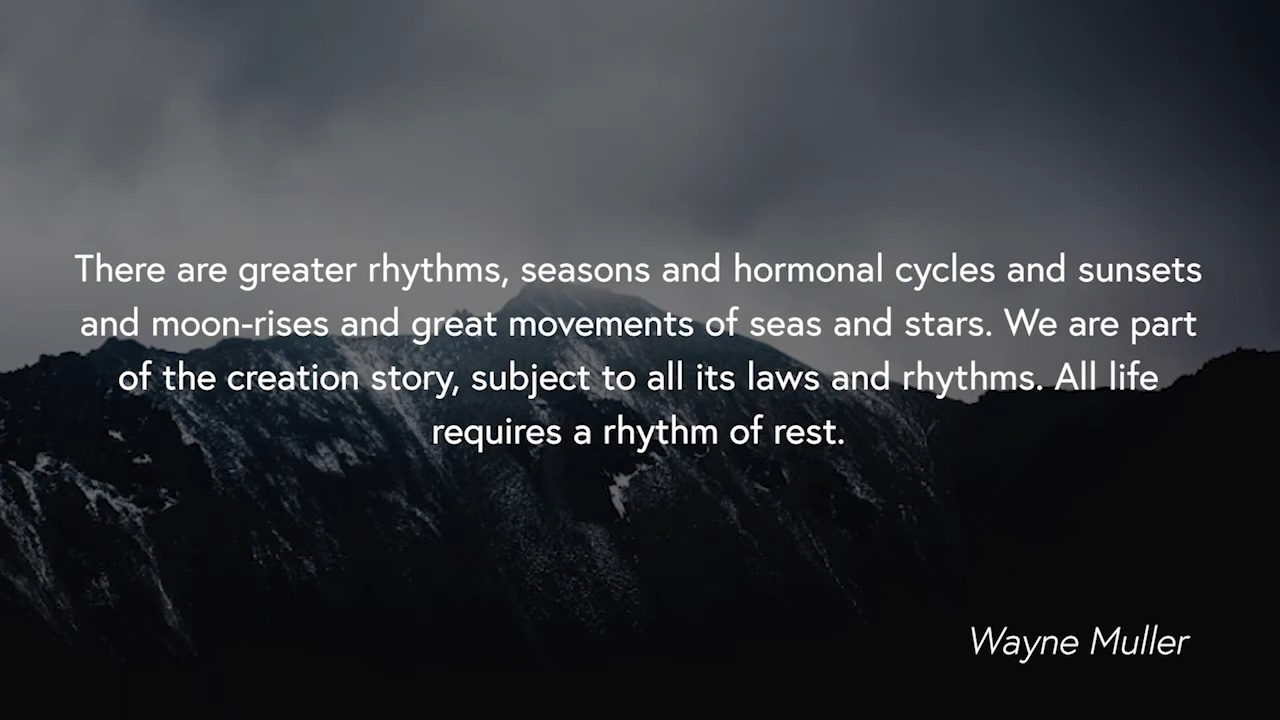 There are greater rhythms, seasons and hormonal cycles and sunsets
and moon-rises and great movements of seas and stars. We are part
of the creation story, subject to all its laws and rhythms. All life
requires a rhythm of rest.
Wayne Muller